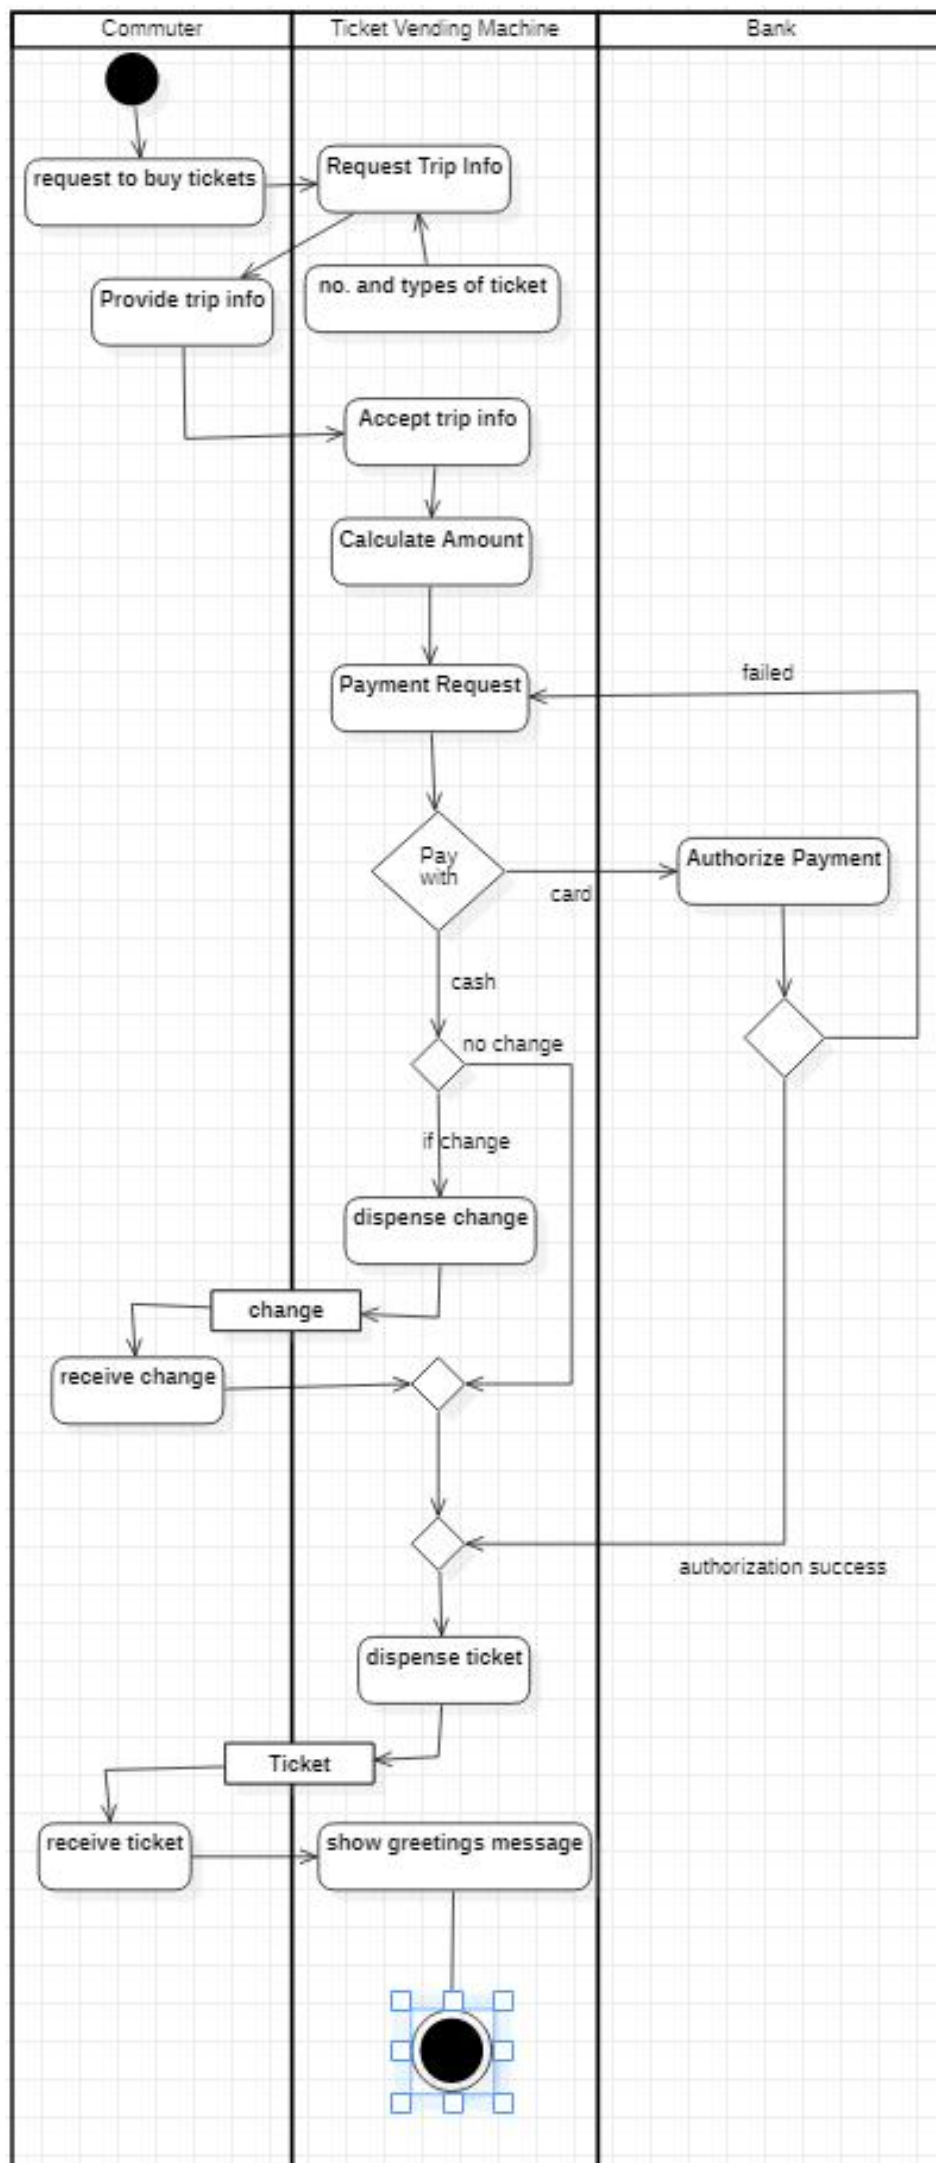 Commuter
Ticket Vending Machine
Bank
request to buy tickets
Request Trip Info
Provide trip info
no. and types of ticket
Accept trip info
Calculate Amount
Payment Request
failed
Pay
with
card
Authorize Payment
cash
no change
if change
dispense change
change
receive change
authorization success
dispense ticket
Ticket
receive ticket
show greetings message